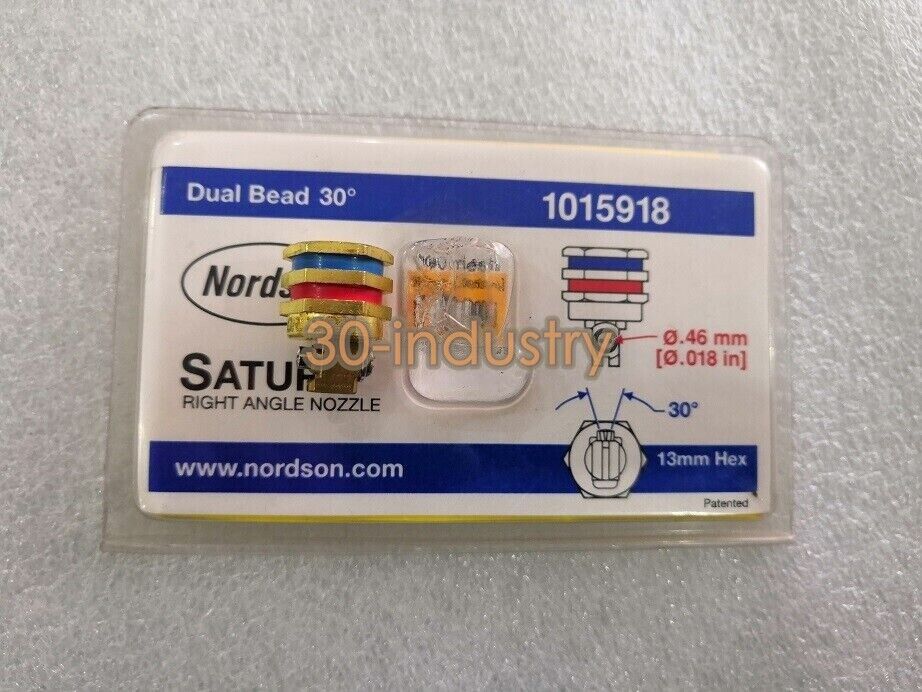 Dual Bead 30°
1015918
Nords
30-industry
SATUR
RIGHT ANGLE NOZZLE
Ø.46 mm
[Ø.018 in]
30°
www.nordson.com
13mm Hex
Patented